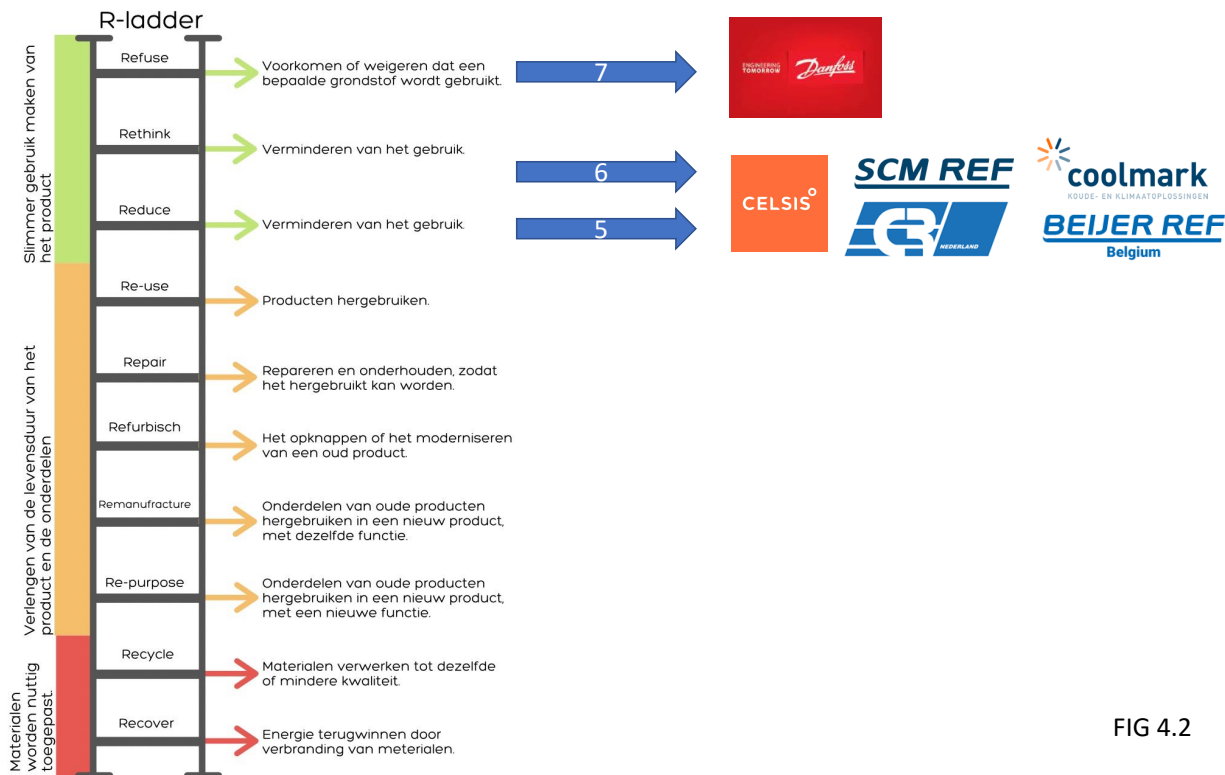 R-ladder
Slimmer gebruik maken van
het product
Refuse
Voorkomen of weigeren dat een
bepaalde grondstof wordt gebruikt.
7
ENGINEERING
TOMORROW
Danfoss
Rethink
Verminderen van het gebruik.
6
Reduce
Verminderen van het gebruik.
5
CELSIS°
SCM REF
CR
NEDERLAND
coolmark
KOUDE- EN KLIMAATOPLOSSINGEN
BEIJER REF
Belgium
Verlengen van de levensduur van het
product en de onderdelen
Re-use
Producten hergebruiken.
Repair
Repareren en onderhouden, zodat
het hergebruikt kan worden.
Refurbisch
Het opknappen of het moderniseren
van een oud product.
Remanufracture
Onderdelen van oude producten
hergebruiken in een nieuw product,
met dezelfde functie.
Re-purpose
Onderdelen van oude producten
hergebruiken in een nieuw product,
met een nieuwe functie.
Materialen
worden nuttig
toegepast.
Recycle
Materialen verwerken tot dezelfde
of mindere kwaliteit.
Recover
Energie terugwinnen door
verbranding van meterialen.
FIG 4.2